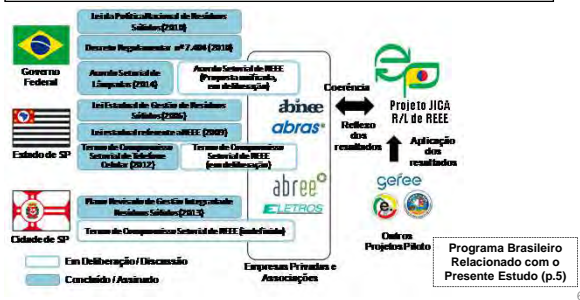 Lei da Política Nacional de Resíduos
Sólidos (2010)
Decreto Regulamentar nº 7.404 (2010)
Governo
Federal
Acordo Setorial de
Lâmpadas (2014)
Acordo Setorial de REEE
(Proposta unificada,
em deliberação)
Lei Estadual de Gestão de Resíduos
Sólidos (2006)
Lei estadual referente a REEE (2009)
Estado de SP
Termo de Compromisso
Setorial de Telefone
Celular (2012)
Termo de Compromisso
Setorial de REEE
(em deliberação)
Plano Revisado de Gestão Integrada de
Resíduos Sólidos (2013)
Termo de Compromisso Setorial de REEE (indefinido)
Cidade de SP
Em Deliberação / Discussão
Concluído / Assinado
abinee
abras
abree
ELETROS
Empresas Privadas e
Associações
Coerência
Reflexo
dos
resultados
Projeto JICA
R/L de REEE
Aplicação
dos
resultados
gefee
e.
Outros
Projetos Piloto
Programa Brasileiro
Relacionado com o
Presente Estudo (p.5)
6